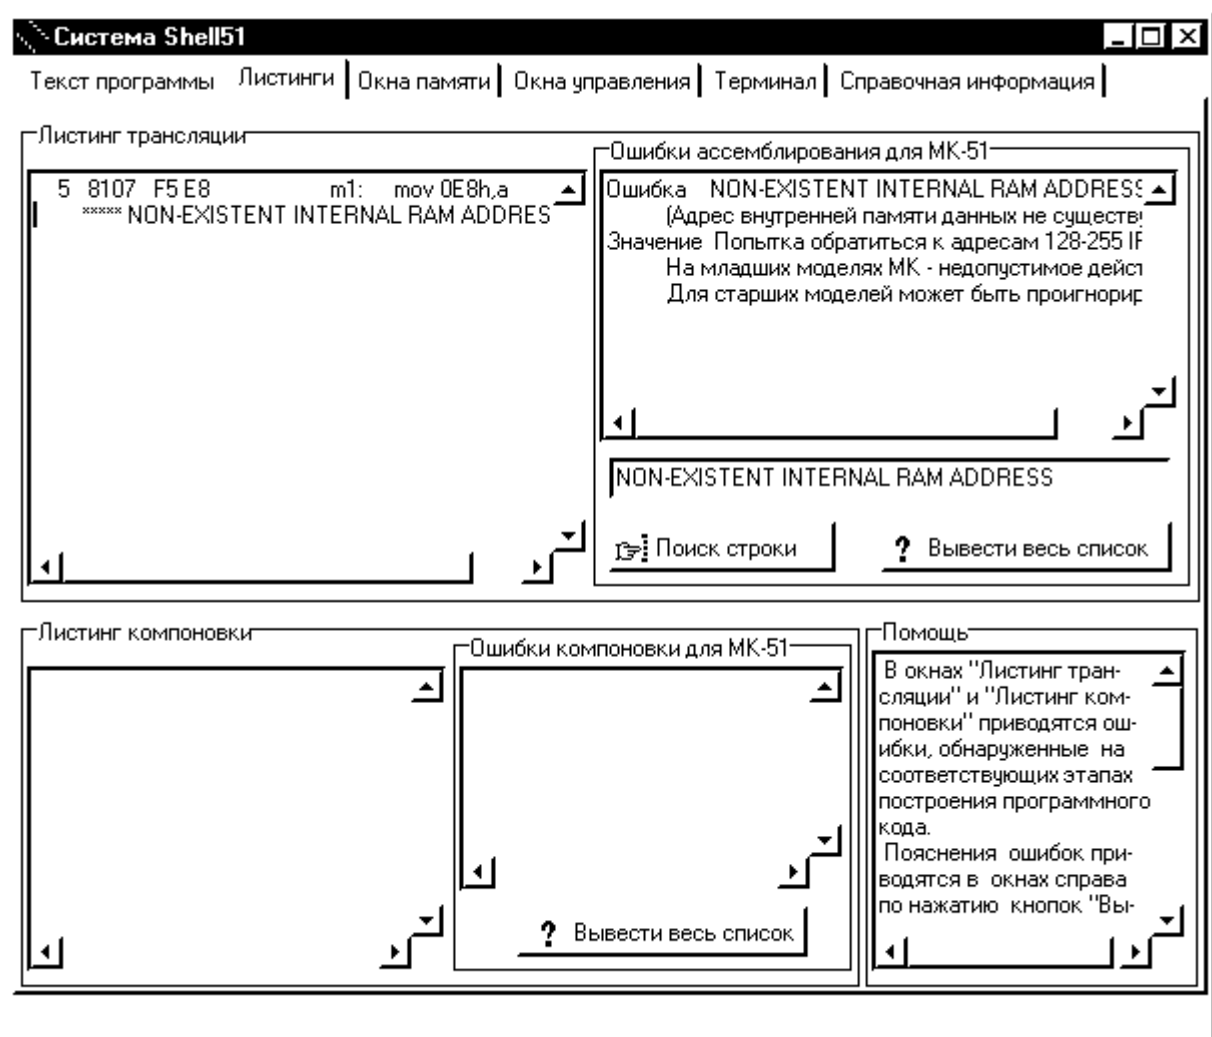 Система Shell51
Текст программы Листинги Окна памяти Окна управления Терминал Справочная информация
Листинг трансляции
5 8107 F5 E8 m1: mov 0E8h,a
***** NON-EXISTENT INTERNAL RAM ADDRES
Ошибки ассемблирования для МК-51
Ошибка NON-EXISTENT INTERNAL RAM ADDRESS
(Адрес внутренней памяти данных не существу
Значение Попытка обратиться к адресам 128-255
На младших моделях МК - недопустимое дейст
Для старших моделей может быть проигнорир
NON-EXISTENT INTERNAL RAM ADDRESS
Поиск строки
? Вывести весь список
Листинг компоновки
Ошибки компоновки для МК-51
? Вывести весь список
Помощь
В окнах "Листинг тран-
сляции" и "Листинг ком-
поновки" приводятся ош-
ибки, обнаруженные на
соответствующих этапах
построения программного
кода.
Пояснения ошибок при-
водятся в окнах справа
по нажатию кнопок "Вы-